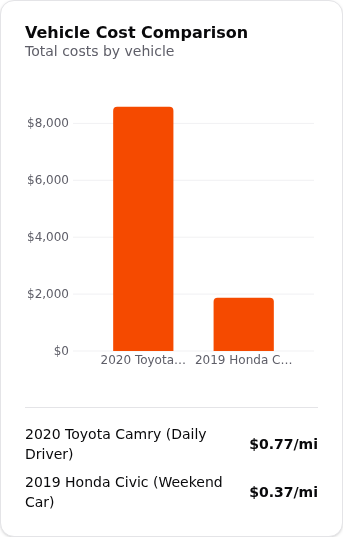 Vehicle Cost Comparison
Total costs by vehicle
$8,000
$6,000
$4,000
$2,000
$0
2020 Toyota... 2019 Honda C...
2020 Toyota Camry (Daily
Driver)
$0.77/mi
2019 Honda Civic (Weekend
Car)
$0.37/mi